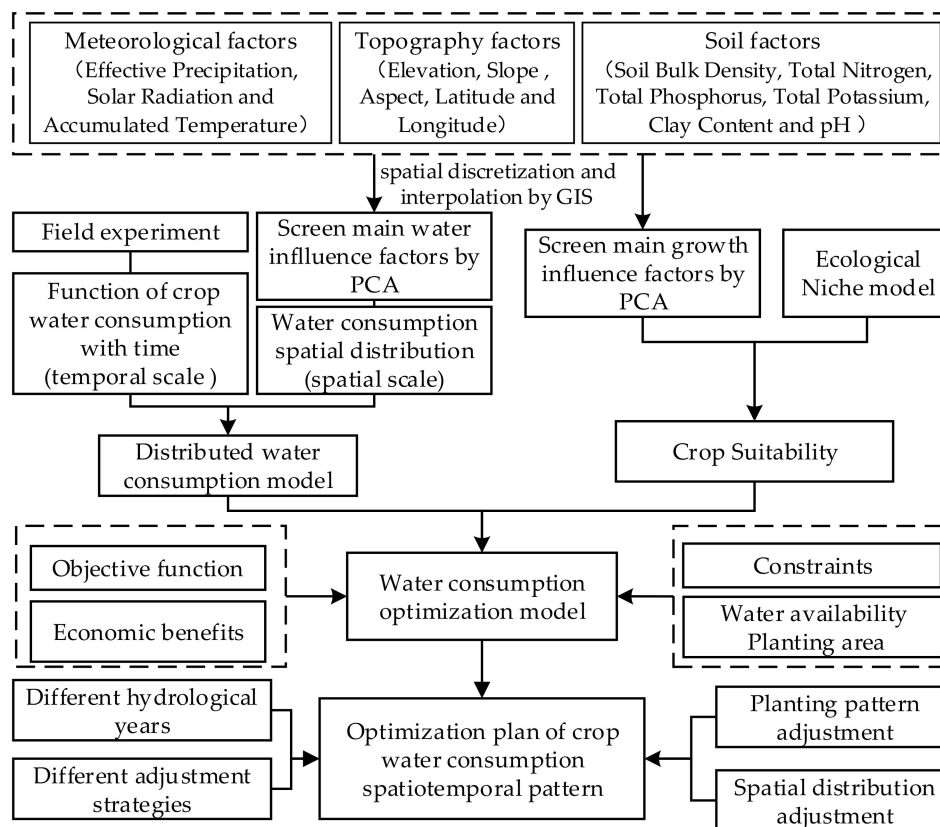 Meteorological factors
（Effective Precipitation,
Solar Radiation and
Accumulated Temperature）
Topography factors
（Elevation, Slope ,
Aspect, Latitude and
Longitude）
Soil factors
（Soil Bulk Density, Total Nitrogen,
Total Phosphorus, Total Potassium,
Clay Content and pH ）
spatial discretization and
interpolation by GIS
Field experiment
Screen main water
inflluence factors by
PCA
Screen main growth
influence factors by
PCA
Ecological
Niche model
Function of crop
water consumption
with time
(temporal scale )
Water consumption
spatial distribution
(spatial scale)
Distributed water
consumption model
Crop Suitability
Objective function
Economic benefits
Water consumption
optimization model
Constraints
Water availability
Planting area
Different hydrological
years
Different adjustment
strategies
Optimization plan of crop
water consumption
spatiotemporal pattern
Planting pattern
adjustment
Spatial distribution
adjustment